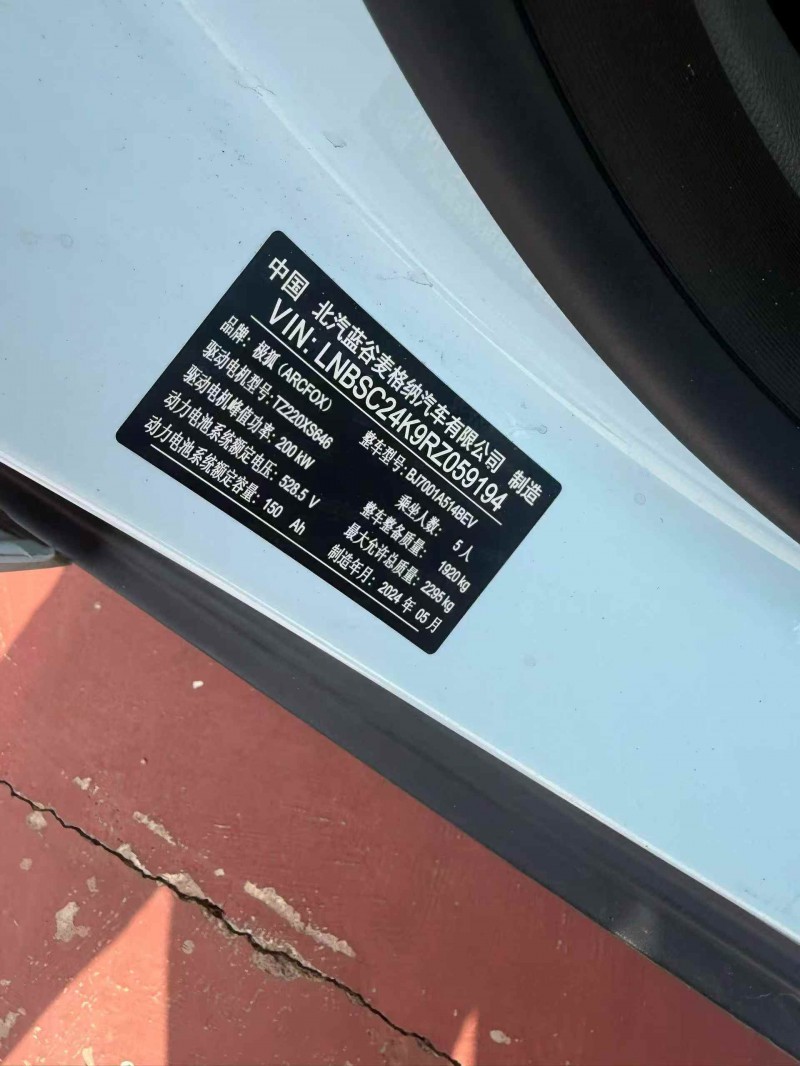 中国 北汽蓝谷麦格纳汽车有限公司 制造
VIN: LNBSC24K9RZ059194
品牌: 极狐(ARCFOX) 整车型号: BJ7001A514BEV
驱动电机型号: TZ220XS646 乘坐人数: 5人
驱动电机峰值功率: 200 kW 整车整备质量: 1920 kg
动力电池系统额定电压: 528.5 V 最大允许总质量: 2295 kg
动力电池系统额定容量: 150 Ah 制造年月: 2024 年 05 月